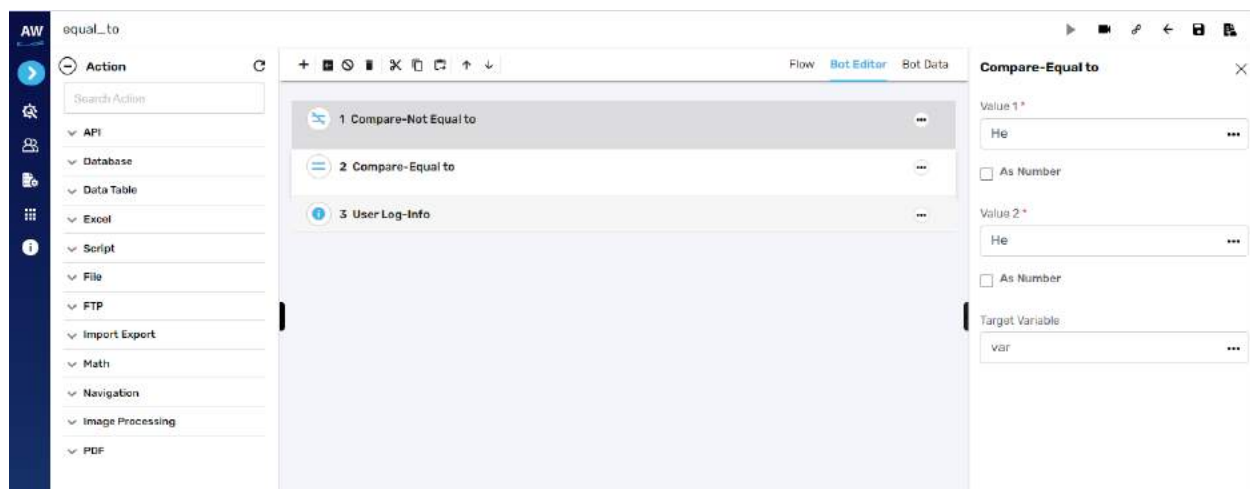 AW
equal_to
Action
Search Action
API
Database
Data Table
Excel
Script
File
FTP
Import Export
Math
Navigation
Image Processing
PDF
Flow Bot Editor Bot Data
1 Compare-Not Equal to
2 Compare-Equal to
3 User Log-Info
Compare-Equal to
Value 1 *
He
As Number
Value 2 *
He
As Number
Target Variable
var